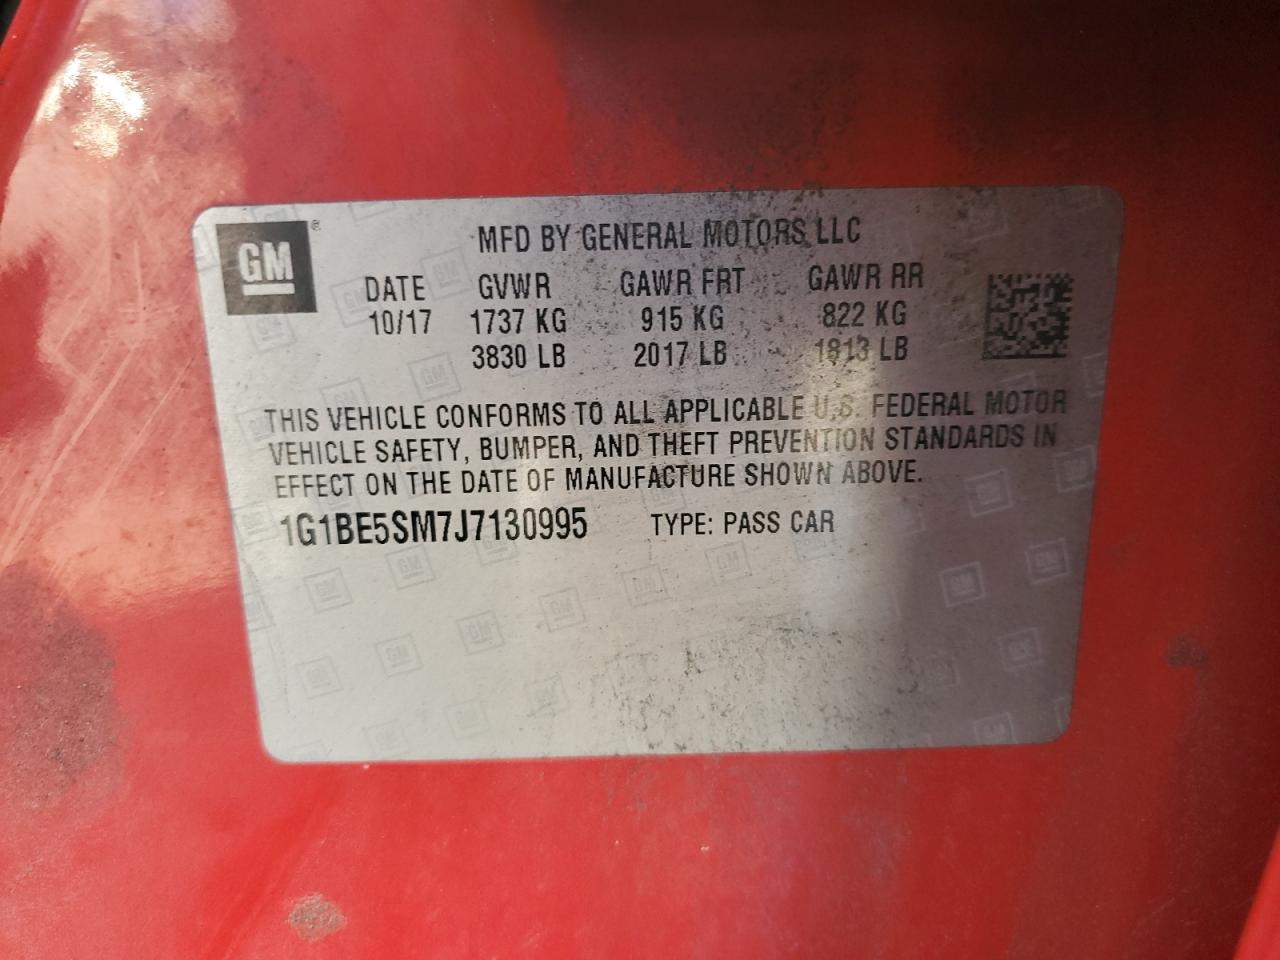 GM ®
MFD BY GENERAL MOTORS LLC
DATE GVWR GAWR FRT GAWR RR
10/17 1737 KG 915 KG 822 KG
3830 LB 2017 LB 1813 LB
THIS VEHICLE CONFORMS TO ALL APPLICABLE U.S. FEDERAL MOTOR
VEHICLE SAFETY, BUMPER, AND THEFT PREVENTION STANDARDS IN
EFFECT ON THE DATE OF MANUFACTURE SHOWN ABOVE.
1G1BE5SM7J7130995 TYPE: PASS CAR